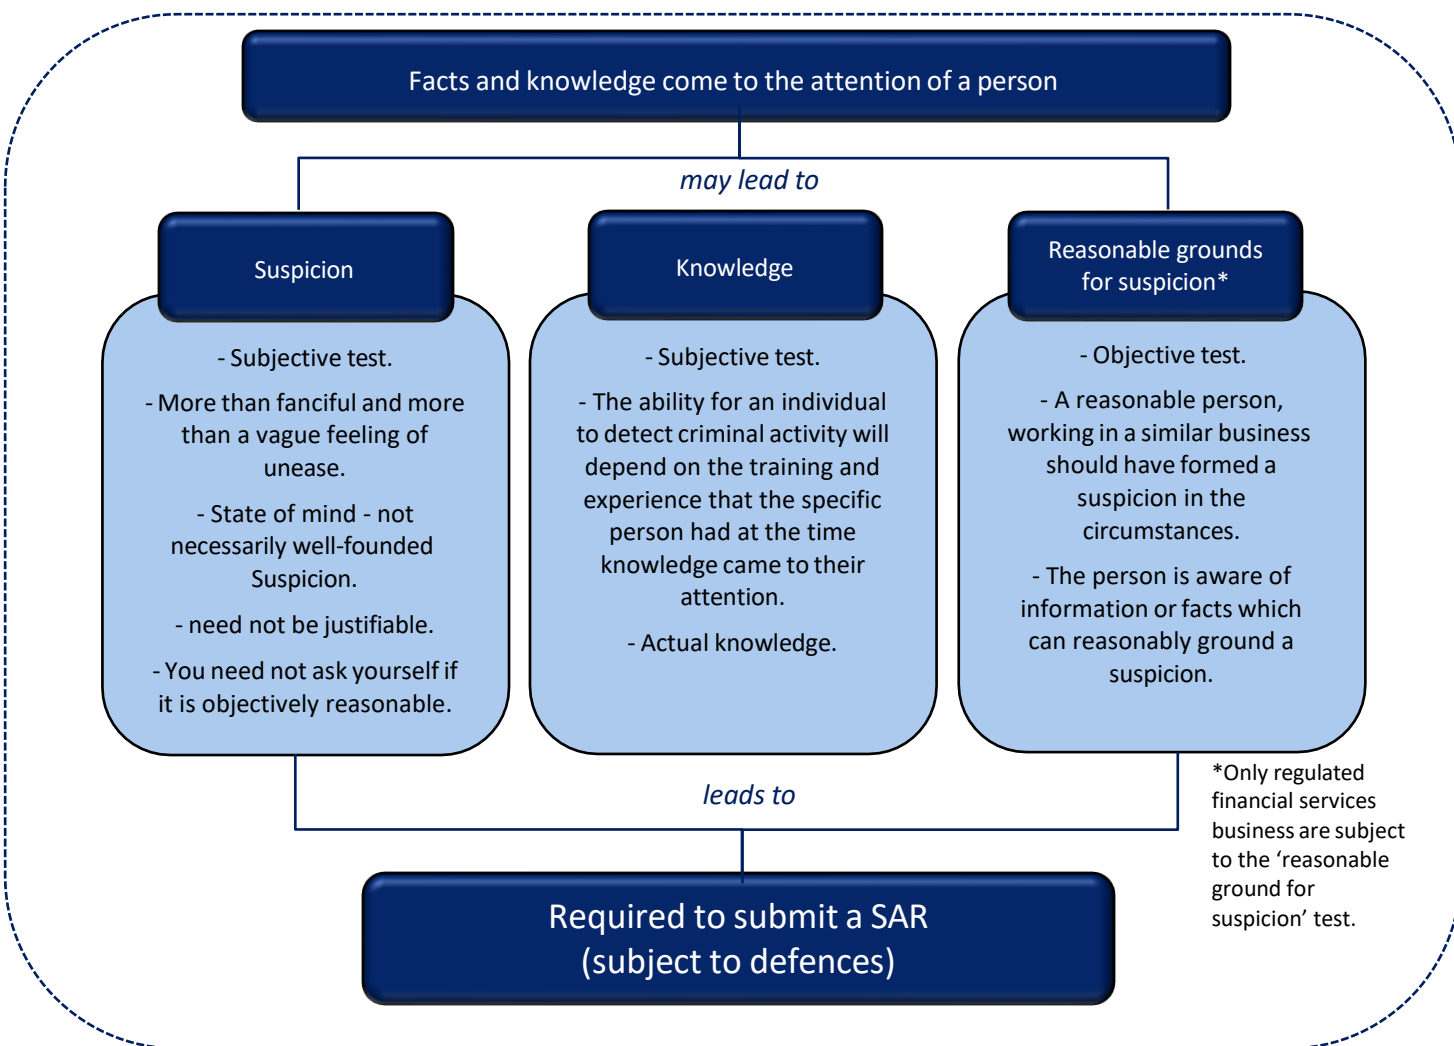 Facts and knowledge come to the attention of a person
may lead to
Suspicion
- Subjective test.
- More than fanciful and more
than a vague feeling of
unease.
- State of mind - not
necessarily well-founded
Suspicion.
- need not be justifiable.
- You need not ask yourself if
it is objectively reasonable.
Knowledge
- Subjective test.
- The ability for an individual
to detect criminal activity will
depend on the training and
experience that the specific
person had at the time
knowledge came to their
attention.
- Actual knowledge.
Reasonable grounds
for suspicion*
- Objective test.
- A reasonable person,
working in a similar business
should have formed a
suspicion in the
circumstances.
- The person is aware of
information or facts which
can reasonably ground a
suspicion.
leads to
*Only regulated
financial services
business are subject
to the ‘reasonable
ground for
suspicion’ test.
Required to submit a SAR
(subject to defences)